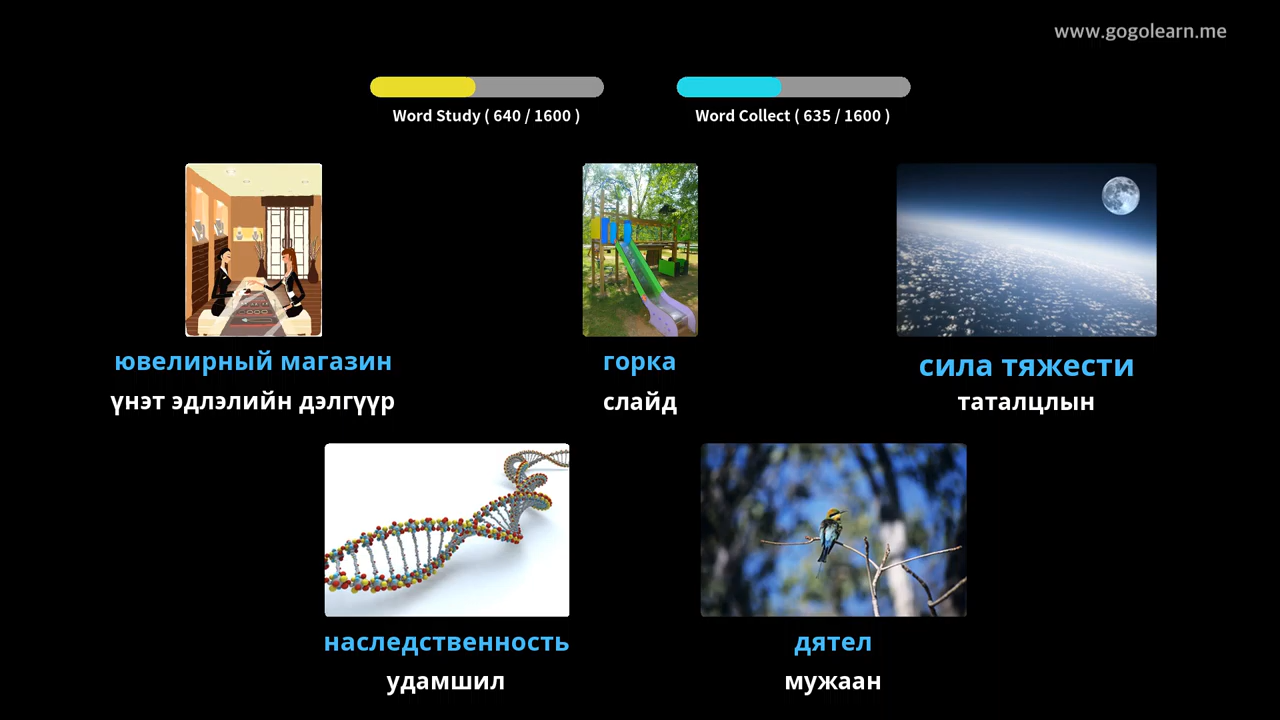 www.gogolearn.me
Word Study ( 640 / 1600 )
Word Collect ( 635 / 1600 )
ювелирный магазин
үнэт эдлэлийн дэлгүүр
горка
слайд
сила тяжести
таталцлын
наследственность
удамшил
дятел
мужаан